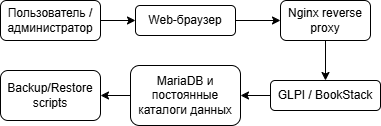 Пользователь /
администратор
Web-браузер
Nginx reverse
proxy
GLPI / BookStack
MariaDB и
постоянные
каталоги данных
Backup/Restore
scripts